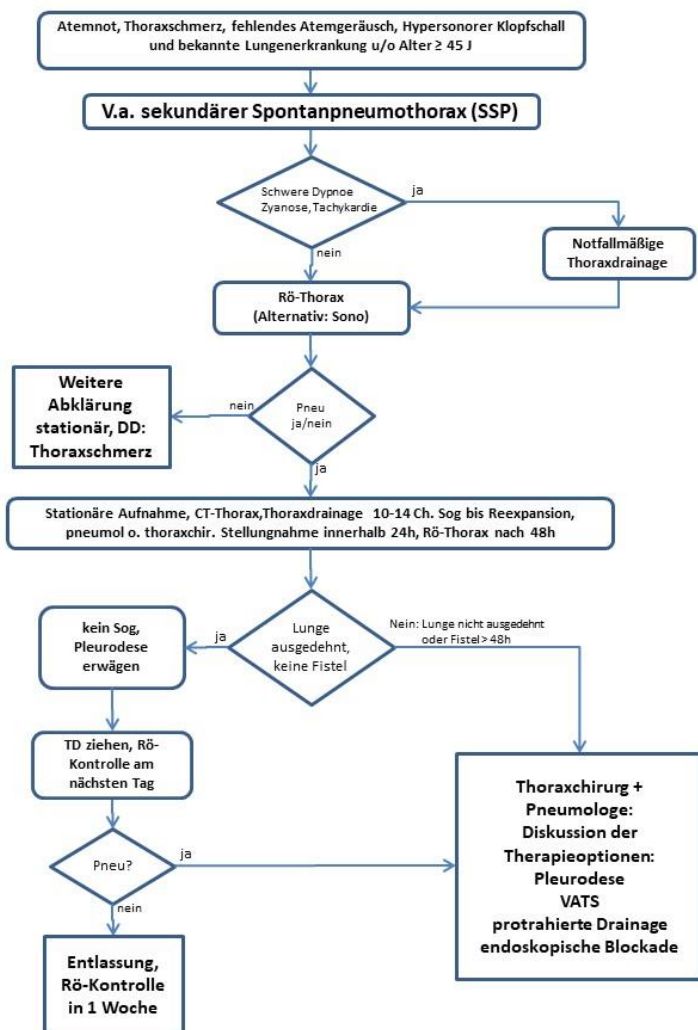 Atemnot, Thoraxschmerz, fehlendes Atemgeräusch, Hypersonorer Klopfschall
und bekannte Lungenerkrankung u/o Alter ≥ 45 J
V.a. sekundärer Spontanpneumothorax (SSP)
Schwere Dypnoe
Zyanose, Tachykardie
ja
nein
Notfallmäßige
Thoraxdrainage
Rö-Thorax
(Alternativ: Sono)
Pneu
ja/nein
nein
Weitere
Abklärung
stationär, DD:
Thoraxschmerz
ja
Stationäre Aufnahme, CT-Thorax,Thoraxdrainage 10-14 Ch. Sog bis Reexpansion,
pneumol o. thoraxchir. Stellungnahme innerhalb 24h, Rö-Thorax nach 48h
Lunge
ausgedehnt,
keine Fistel
ja
Nein: Lunge nicht ausgedehnt
oder Fistel > 48h
kein Sog,
Pleurodese
erwägen
TD ziehen, Rö-
Kontrolle am
nächsten Tag
Pneu?
ja
nein
Thoraxchirurg +
Pneumologe:
Diskussion der
Therapieoptionen:
Pleurodese
VATS
protrahierte Drainage
endoskopische Blockade
Entlassung,
Rö-Kontrolle
in 1 Woche